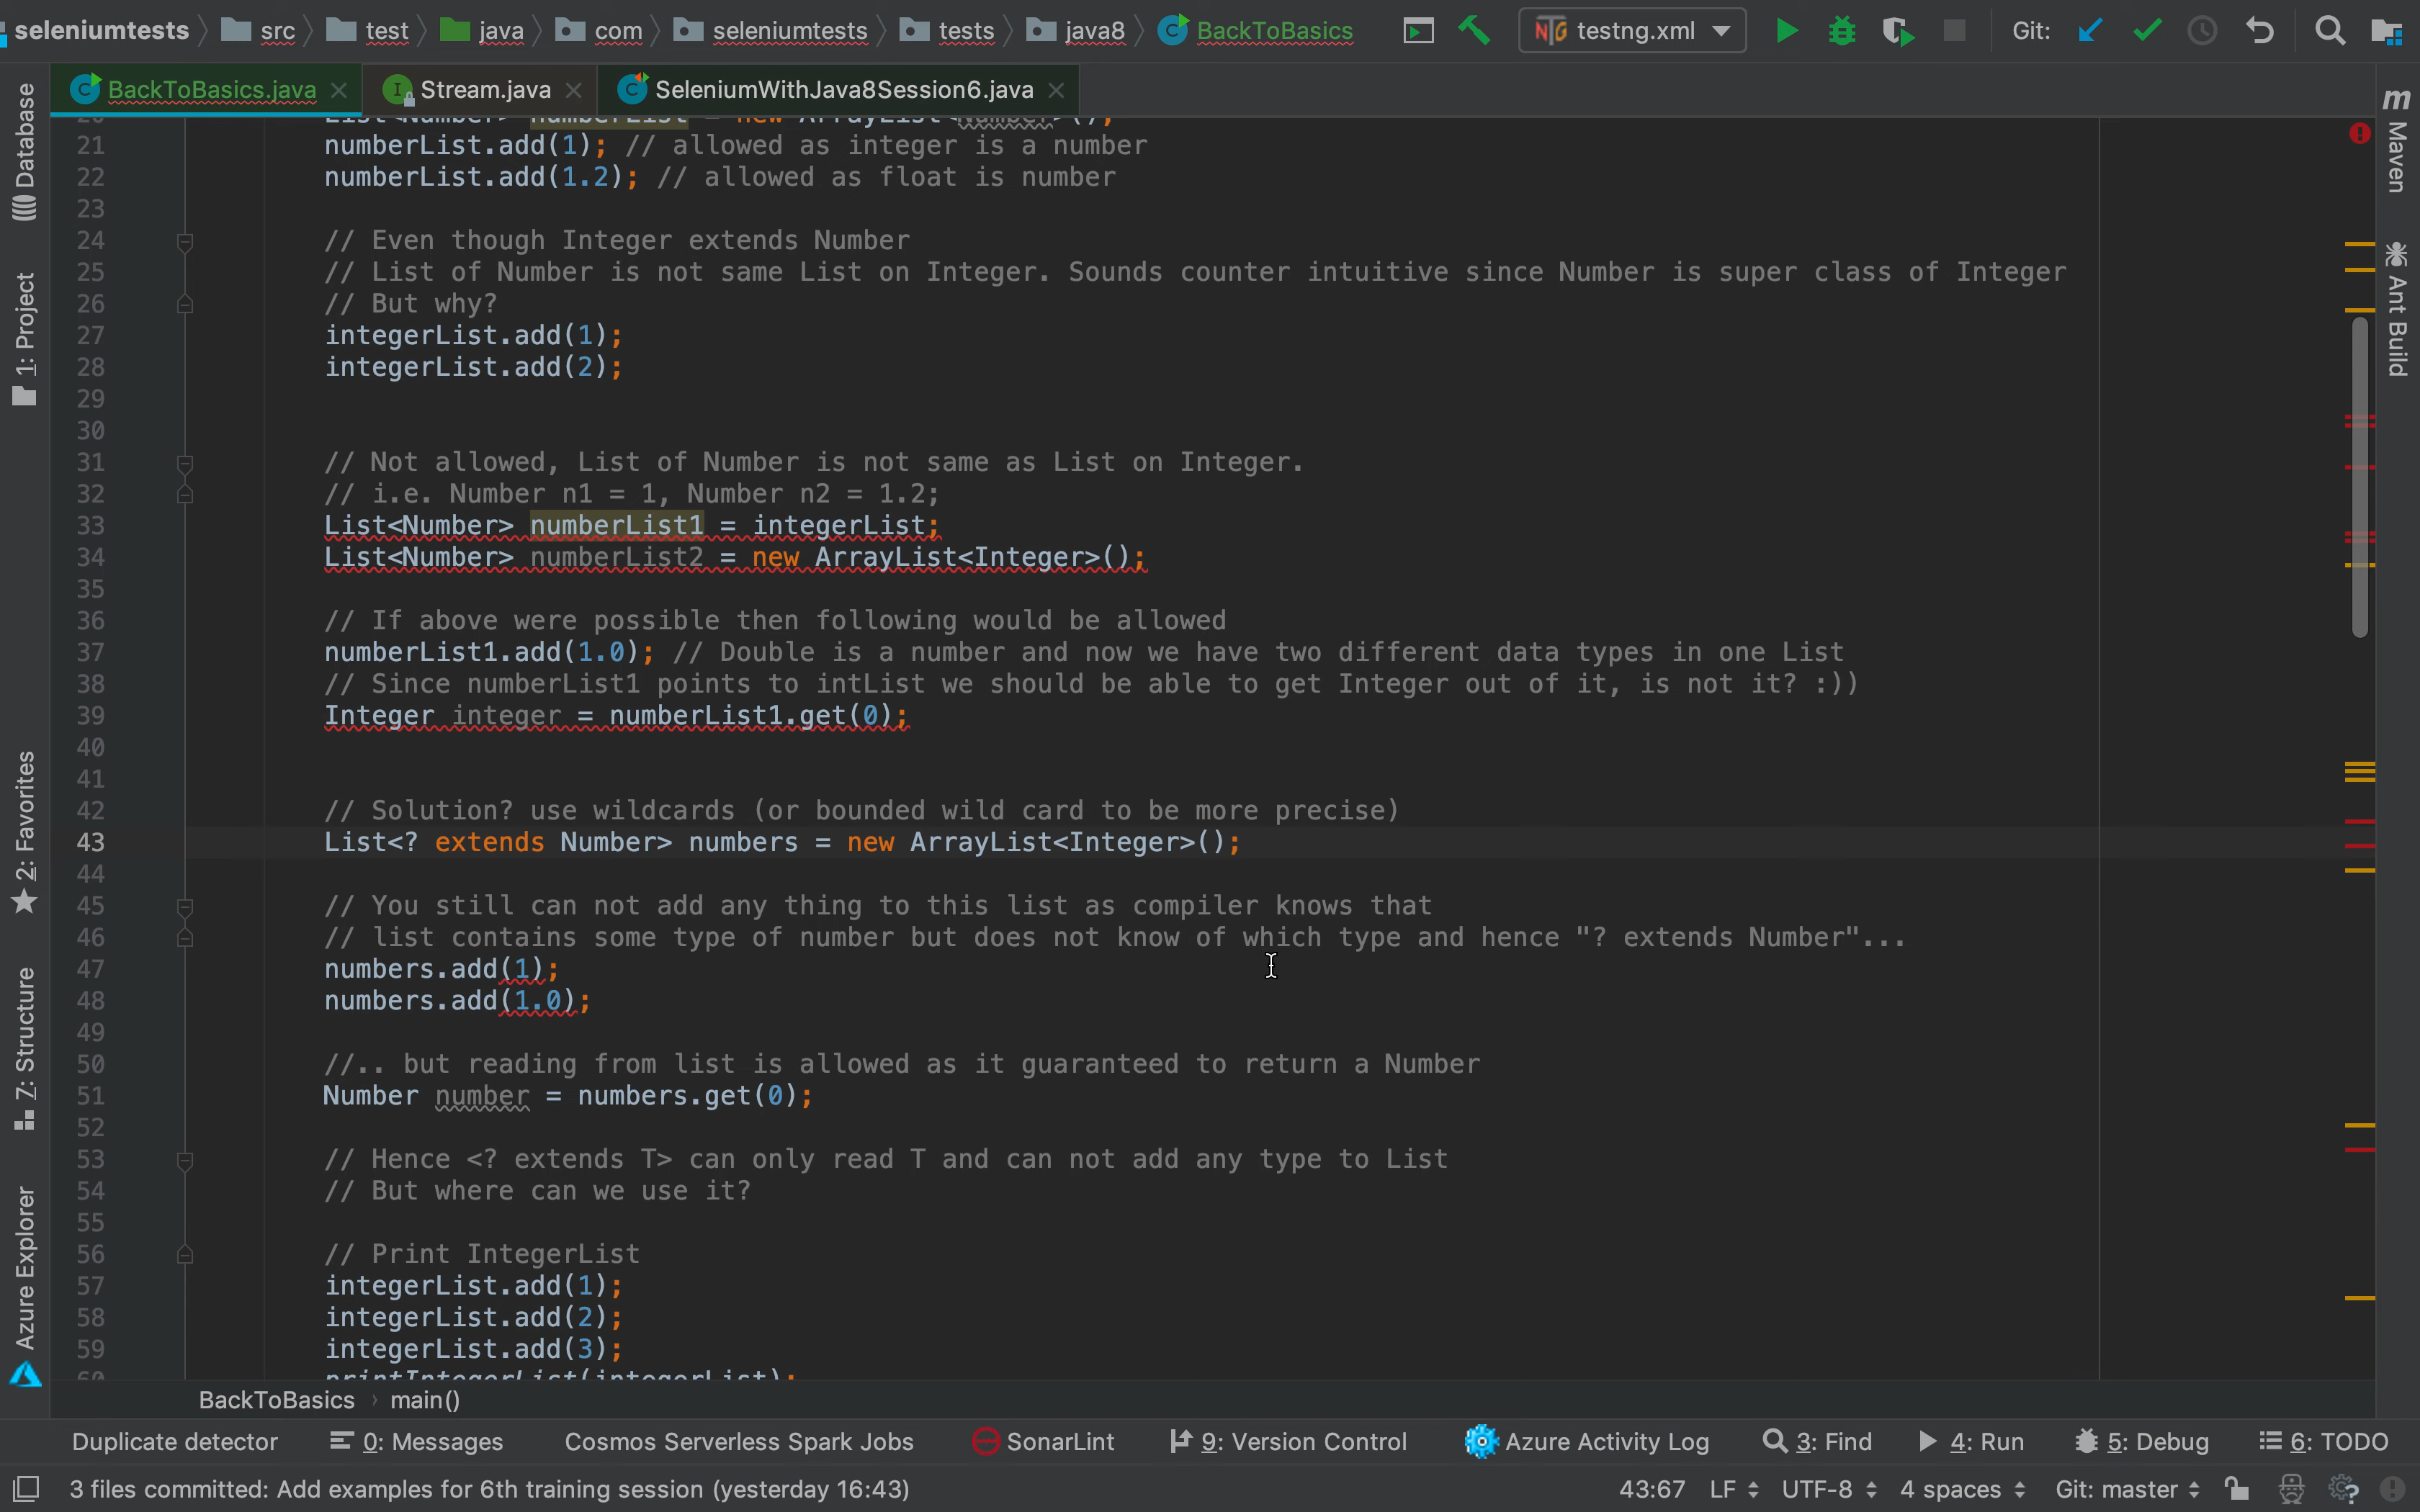 seleniumtests src test java com seleniumtests tests java8 BackToBasics testng.xml Git:
BackToBasics.java Stream.java SeleniumWithJava8Session6.java
Database
1: Project
2: Favorites
7: Structure
Azure Explorer
Maven
Ant Build
List<Number> numberList = new ArrayList<Number>();
21 numberList.add(1); // allowed as integer is a number
22 numberList.add(1.2); // allowed as float is number
23
24 // Even though Integer extends Number
25 // List of Number is not same List on Integer. Sounds counter intuitive since Number is super class of Integer
26 // But why?
27 integerList.add(1);
28 integerList.add(2);
29
30
31 // Not allowed, List of Number is not same as List on Integer.
32 // i.e. Number n1 = 1, Number n2 = 1.2;
33 List<Number> numberList1 = integerList;
34 List<Number> numberList2 = new ArrayList<Integer>();
35
36 // If above were possible then following would be allowed
37 numberList1.add(1.0); // Double is a number and now we have two different data types in one List
38 // Since numberList1 points to intList we should be able to get Integer out of it, is not it? :))
39 Integer integer = numberList1.get(0);
40
41
42 // Solution? use wildcards (or bounded wild card to be more precise)
43 List<? extends Number> numbers = new ArrayList<Integer>();
44
45 // You still can not add any thing to this list as compiler knows that
46 // list contains some type of number but does not know of which type and hence "? extends Number"...
47 numbers.add(1);
48 numbers.add(1.0);
49
50 //.. but reading from list is allowed as it guaranteed to return a Number
51 Number number = numbers.get(0);
52
53 // Hence <? extends T> can only read T and can not add any type to List
54 // But where can we use it?
55
56 // Print IntegerList
57 integerList.add(1);
58 integerList.add(2);
59 integerList.add(3);
60 printIntegerList(integerList);
BackToBasics › main()
Duplicate detector 0: Messages Cosmos Serverless Spark Jobs SonarLint 9: Version Control Azure Activity Log 3: Find 4: Run 5: Debug 6: TODO
3 files committed: Add examples for 6th training session (yesterday 16:43) 43:67 LF UTF-8 4 spaces Git: master